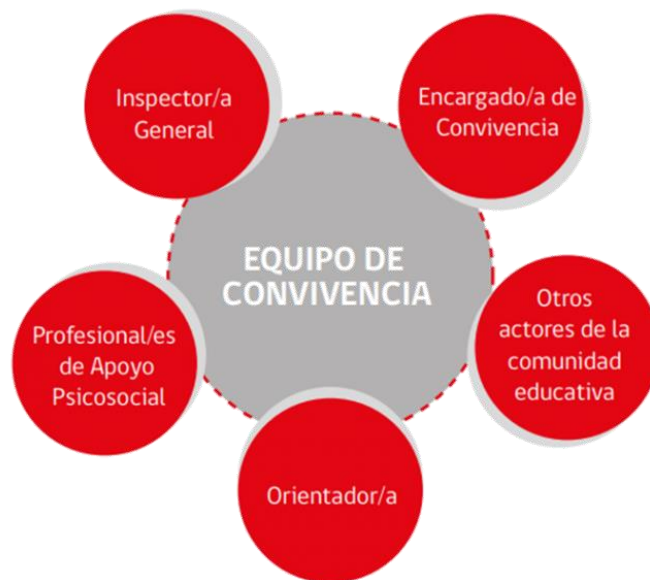 Inspector/a
General
Encargado/a de
Convivencia
EQUIPO DE
CONVIVENCIA
Profesional/es
de Apoyo
Psicosocial
Otros
actores de la
comunidad
educativa
Orientador/a